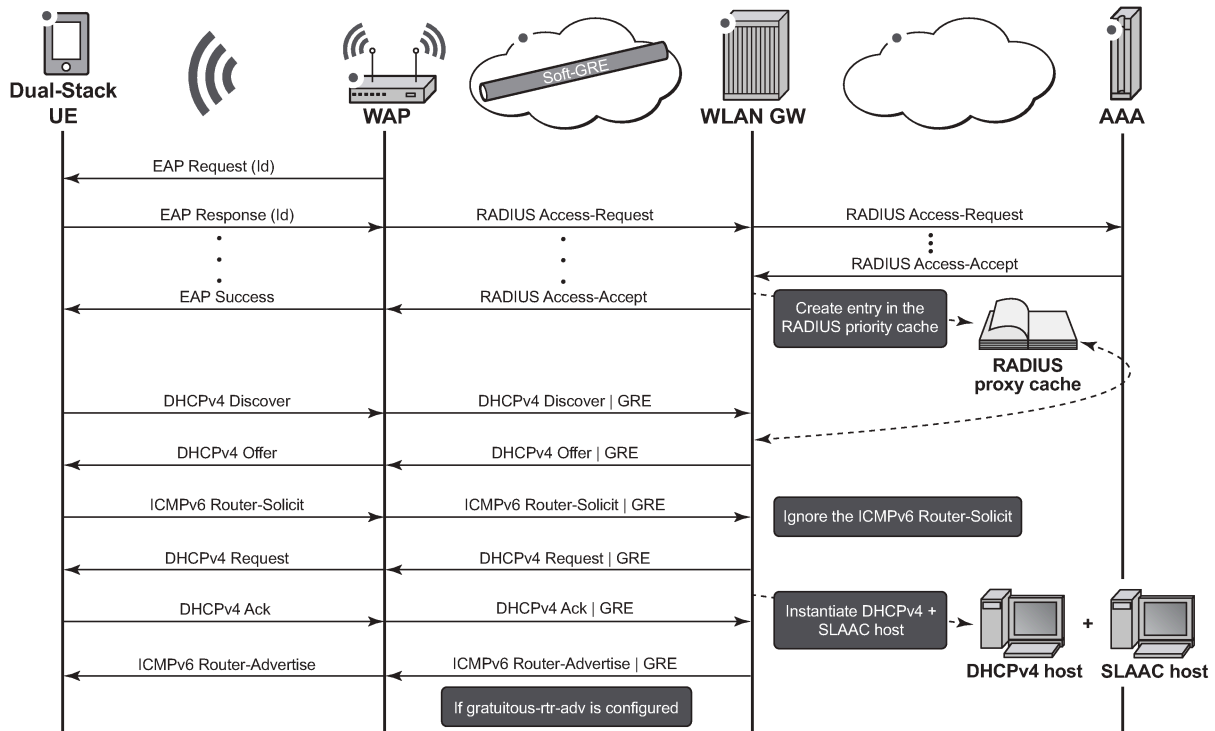 Dual-Stack
UE
WAP
Soft-GRE
WLAN GW
AAA
EAP Request (Id)
EAP Response (Id)
RADIUS Access-Request
RADIUS Access-Request
RADIUS Access-Accept
EAP Success
RADIUS Access-Accept
Create entry in the
RADIUS priority cache
RADIUS
proxy cache
DHCPv4 Discover
DHCPv4 Discover | GRE
DHCPv4 Offer
DHCPv4 Offer | GRE
ICMPv6 Router-Solicit
ICMPv6 Router-Solicit | GRE
Ignore the ICMPv6 Router-Solicit
DHCPv4 Request
DHCPv4 Request | GRE
DHCPv4 Ack
DHCPv4 Ack | GRE
Instantiate DHCPv4 +
SLAAC host
+
DHCPv4 host
SLAAC host
ICMPv6 Router-Advertise
ICMPv6 Router-Advertise | GRE
If gratuitous-rtr-adv is configured